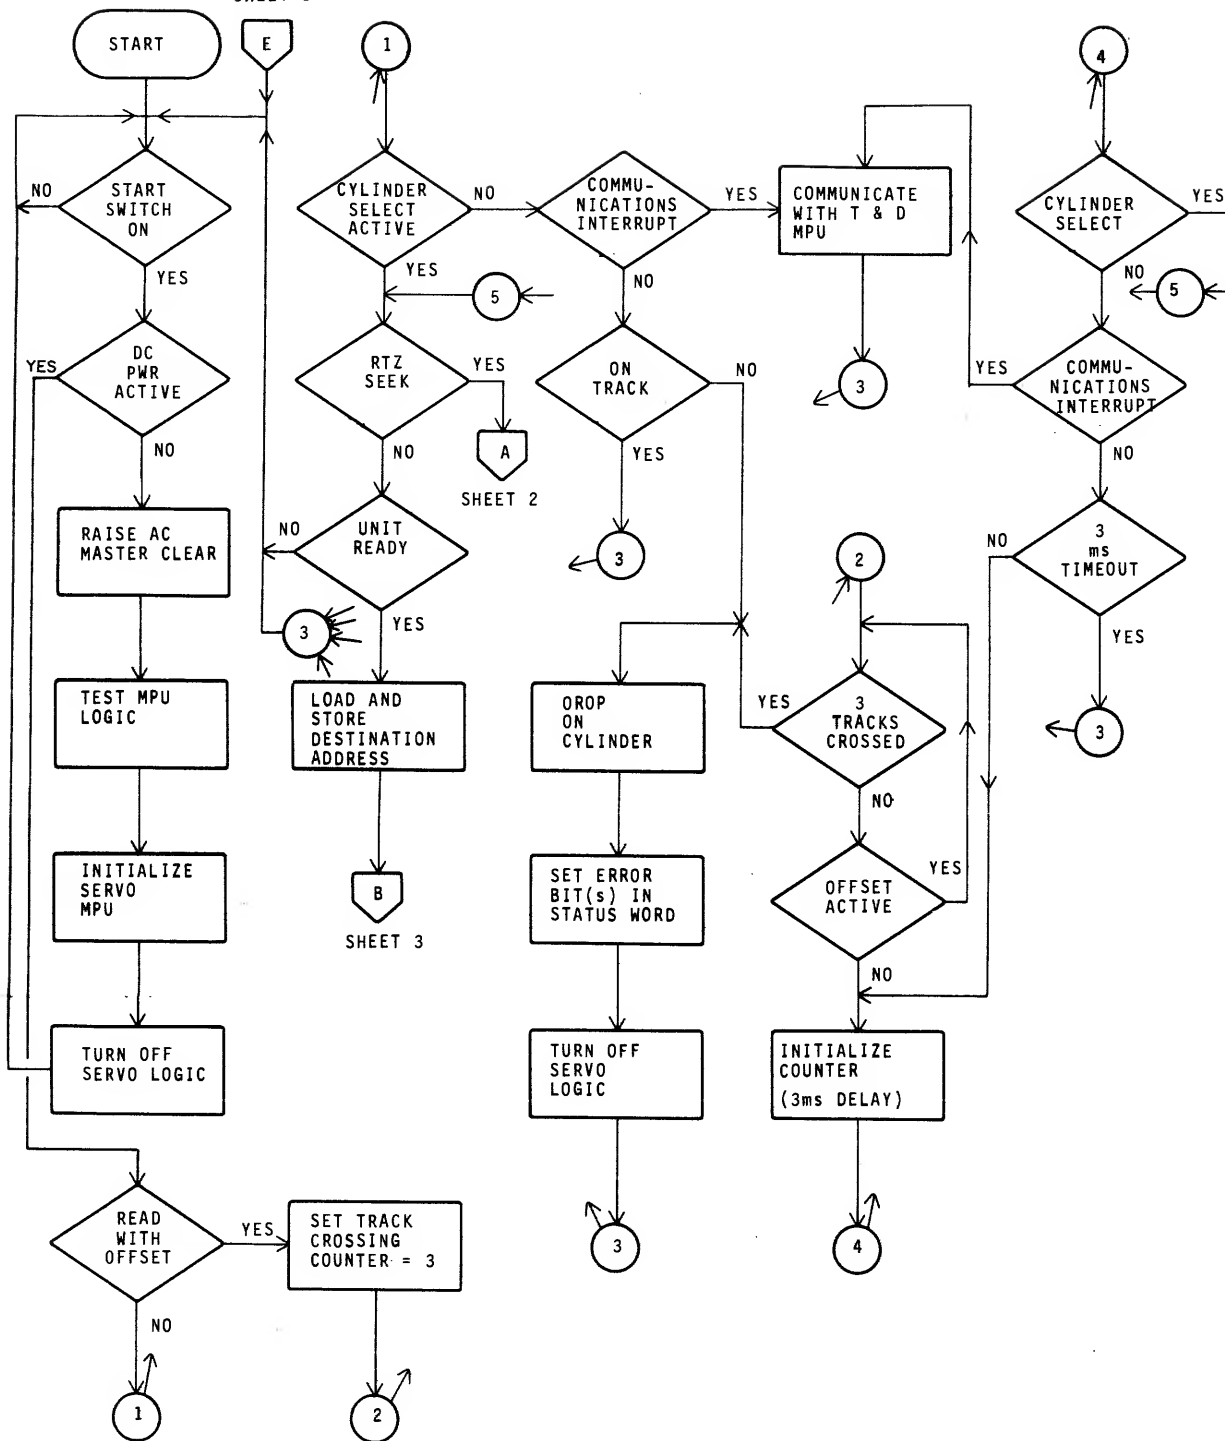 START
E
1
4
START
SWITCH
ON
NO
YES
CYLINDER
SELECT
ACTIVE
NO
YES
COMMU-
NICATIONS
INTERRUPT
YES
NO
COMMUNICATE
WITH T & D
MPU
CYLINDER
SELECT
YES
NO
5
5
DC
PWR
ACTIVE
YES
NO
RTZ
SEEK
YES
NO
A
SHEET 2
ON
TRACK
NO
YES
3
3
COMMU-
NICATIONS
INTERRUPT
YES
NO
RAISE AC
MASTER CLEAR
UNIT
READY
NO
YES
3
2
3
ms
TIMEOUT
NO
YES
3
TEST MPU
LOGIC
LOAD AND
STORE
DESTINATION
ADDRESS
OROP
ON
CYLINDER
3
TRACKS
CROSSED
YES
NO
INITIALIZE
SERVO
MPU
B
SHEET 3
SET ERROR
BIT(s) IN
STATUS WORD
OFFSET
ACTIVE
YES
NO
TURN OFF
SERVO LOGIC
TURN OFF
SERVO
LOGIC
INITIALIZE
COUNTER
(3ms DELAY)
READ
WITH
OFFSET
YES
NO
SET TRACK
CROSSING
COUNTER = 3
3
4
1
2